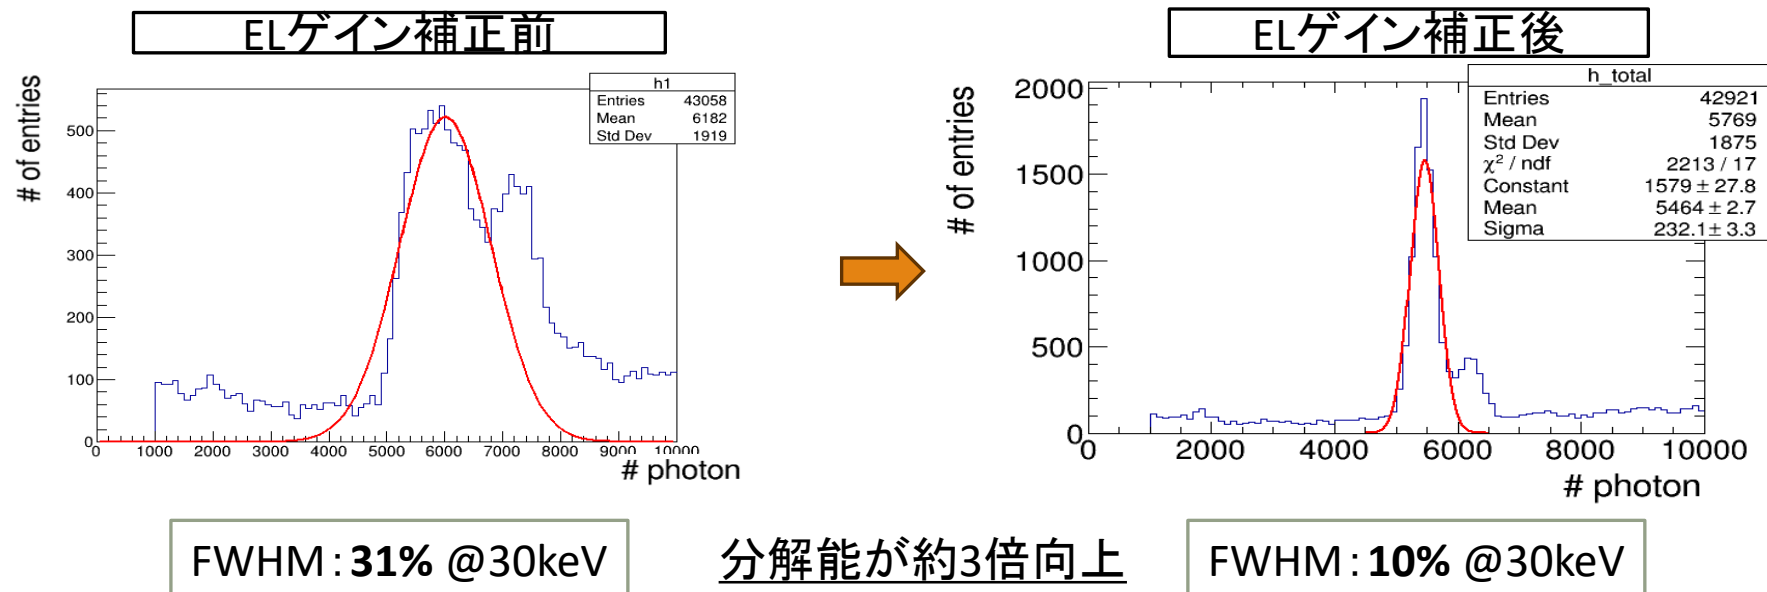 ELゲイン補正前
# of entries
h1
Entries 43058
Mean 6182
Std Dev 1919
500
400
300
200
100
0
0 1000 2000 3000 4000 5000 6000 7000 8000 9000 10000
# photon
FWHM：31% @30keV
分解能が約3倍向上
ELゲイン補正後
# of entries
h_total
Entries 42921
Mean 5769
Std Dev 1875
χ² / ndf 2213 / 17
Constant 1579 ± 27.8
Mean 5464 ± 2.7
Sigma 232.1 ± 3.3
2000
1500
1000
500
0
0 2000 4000 6000 8000 10000
# photon
FWHM：10% @30keV